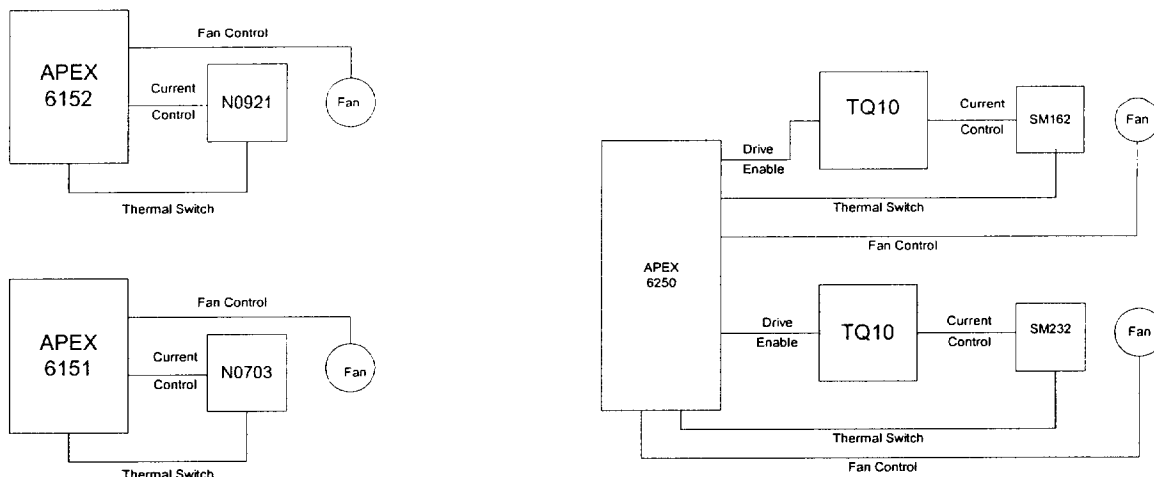 Fan Control
APEX
6152
Current
Control
N0921
Fan
Thermal Switch
Fan Control
APEX
6151
Current
Control
N0703
Fan
Thermal Switch
APEX
6250
Drive
Enable
TQ10
Current
Control
SM162
Fan
Thermal Switch
Fan Control
Drive
Enable
TQ10
Current
Control
SM232
Fan
Thermal Switch
Fan Control